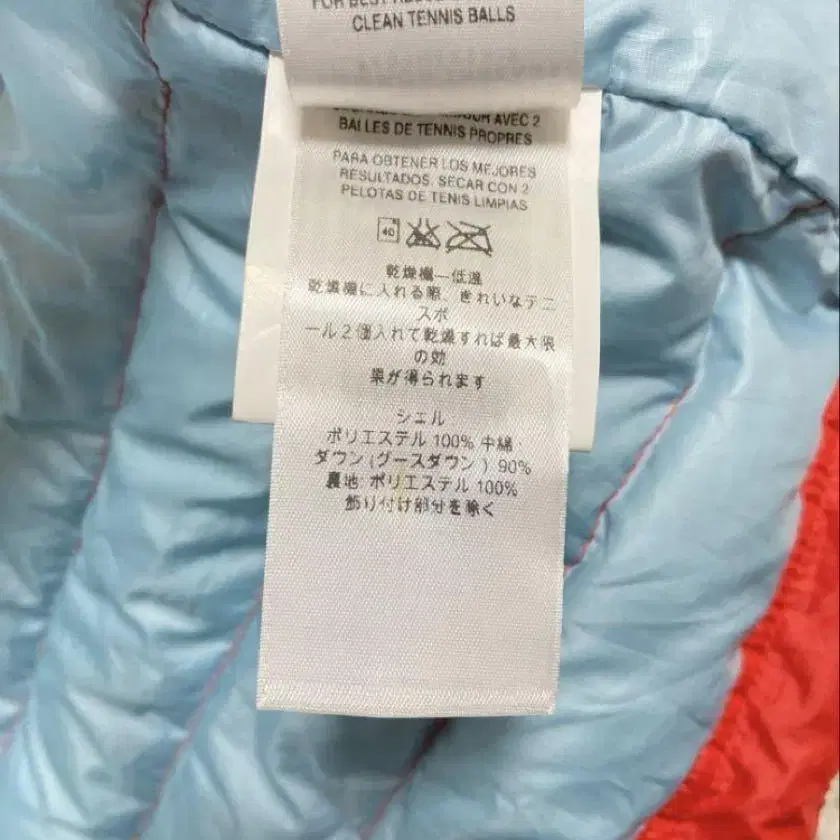 FOR BEST
CLEAN TENNIS BALLS
AVEC 2
BALLES DE TENNIS PROPRES
PARA OBTENER LOS MEJORES
RESULTADOS. SECAR CON 2
PELOTAS DE TENIS LIMPIAS
40
乾燥機—低温
乾燥機に入れる際、きれいなテニ
スボ
ール2個入れて乾燥すれば最大限
の効
果が得られます
シェル
ポリエステル 100% 中綿:
ダウン (グースダウン ) 90%
裏地: ポリエステル 100%
飾り付け部分を除く